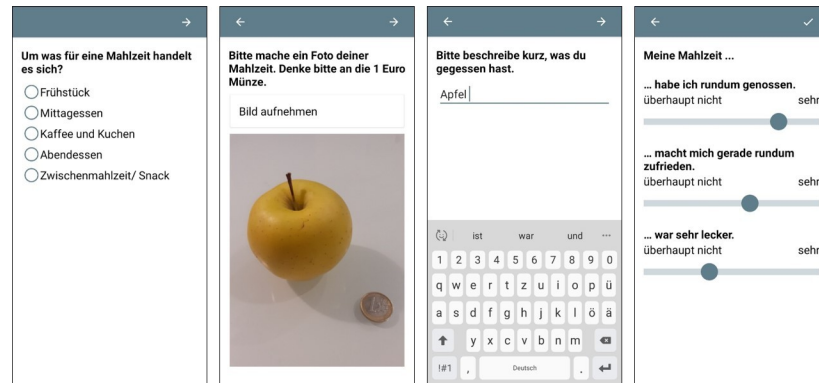 Um was für eine Mahlzeit handelt
es sich?
Frühstück
Mittagessen
Kaffee und Kuchen
Abendessen
Zwischenmahlzeit/ Snack
Bitte mache ein Foto deiner
Mahlzeit. Denke bitte an die 1 Euro
Münze.
Bild aufnehmen
Bitte beschreibe kurz, was du
gegessen hast.
Apfel
ist war und ...
1 2 3 4 5 6 7 8 9 0
q w e r t z u i o p ü
a s d f g h j k l ö ä
y x c v b n m
!#1 , Deutsch .
Meine Mahlzeit ...
... habe ich rundum genossen.
überhaupt nicht sehr
... macht mich gerade rundum
zufrieden.
überhaupt nicht sehr
... war sehr lecker.
überhaupt nicht sehr